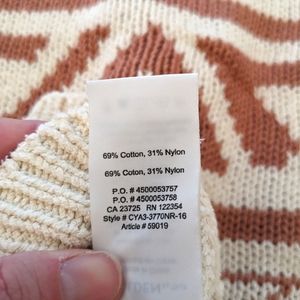 69% Cotton, 31% Nylon
69% Cotton, 31% Nylon
P.O. # 4500053757
P.O. # 4500053758
CA 23725 RN 122354
Style # CYA3-3770NR-16
Article # 59019